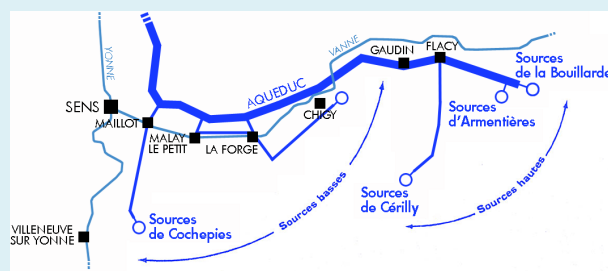 YONNE
VANNE
GAUDIN
FLACY
Sources
de la Bouillarde
AQUEDUC
SENS
MAILLOT
CHIGY
Sources
d'Armentières
MALAY
LE PETIT
LA FORGE
Sources basses
Sources hautes
Sources
de Cérilly
Sources
de Cochepies
VILLENEUVE
SUR YONNE